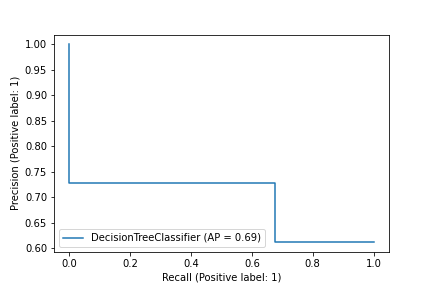 1.00
0.95
0.90
0.85
0.80
0.75
0.70
0.65
0.60
Precision (Positive label: 1)
DecisionTreeClassifier (AP = 0.69)
0.0 0.2 0.4 0.6 0.8 1.0
Recall (Positive label: 1)